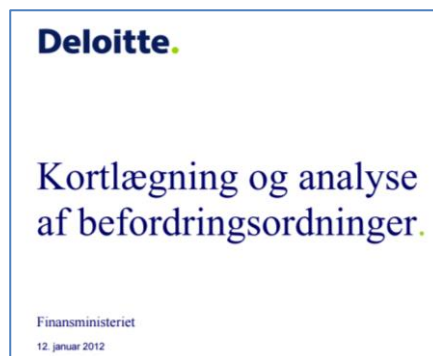 Deloitte.
Kortlægning og analyse
af befordringsordninger.
Finansministeriet
12. januar 2012